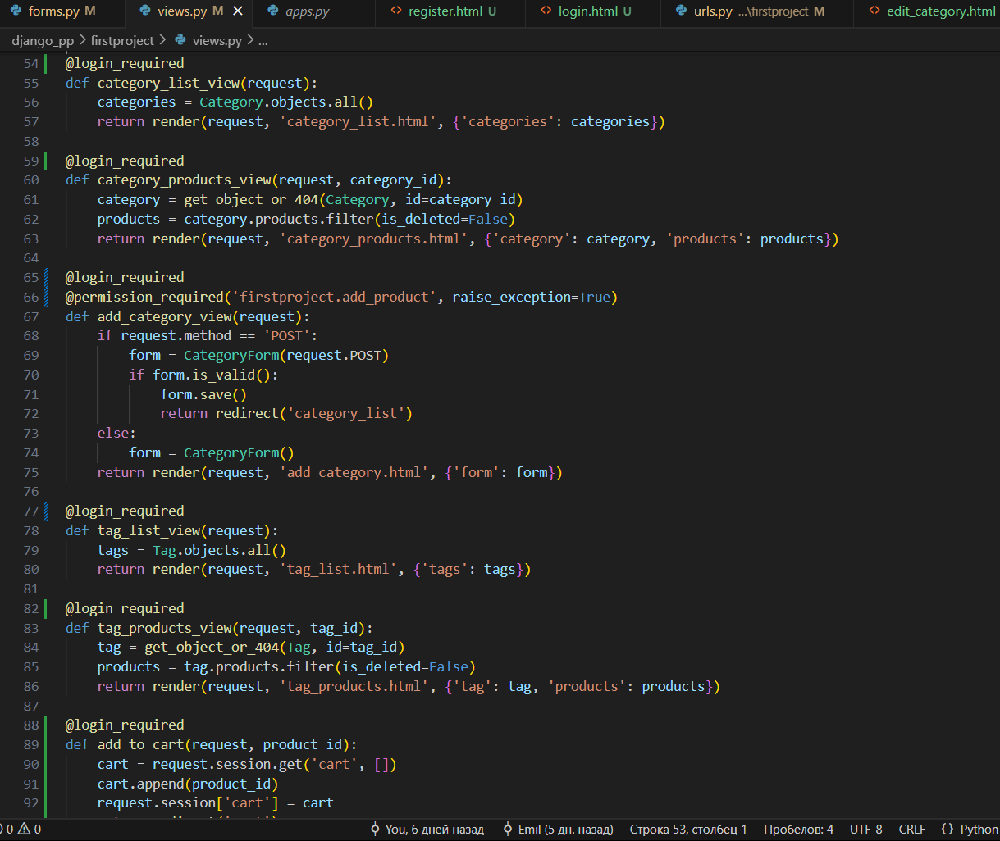 forms.py M views.py M apps.py register.html U login.html U urls.py ...\firstproject M edit_category.html
django_pp > firstproject > views.py > ...
54 @login_required
55 def category_list_view(request):
56 categories = Category.objects.all()
57 return render(request, 'category_list.html', {'categories': categories})
58
59 @login_required
60 def category_products_view(request, category_id):
61 category = get_object_or_404(Category, id=category_id)
62 products = category.products.filter(is_deleted=False)
63 return render(request, 'category_products.html', {'category': category, 'products': products})
64
65 @login_required
66 @permission_required('firstproject.add_product', raise_exception=True)
67 def add_category_view(request):
68 if request.method == 'POST':
69 form = CategoryForm(request.POST)
70 if form.is_valid():
71 form.save()
72 return redirect('category_list')
73 else:
74 form = CategoryForm()
75 return render(request, 'add_category.html', {'form': form})
76
77 @login_required
78 def tag_list_view(request):
79 tags = Tag.objects.all()
80 return render(request, 'tag_list.html', {'tags': tags})
81
82 @login_required
83 def tag_products_view(request, tag_id):
84 tag = get_object_or_404(Tag, id=tag_id)
85 products = tag.products.filter(is_deleted=False)
86 return render(request, 'tag_products.html', {'tag': tag, 'products': products})
87
88 @login_required
89 def add_to_cart(request, product_id):
90 cart = request.session.get('cart', [])
91 cart.append(product_id)
92 request.session['cart'] = cart
0 0 You, 6 дней назад Emil (5 дн. назад) Строка 53, столбец 1 Пробелов: 4 UTF-8 CRLF {} Python